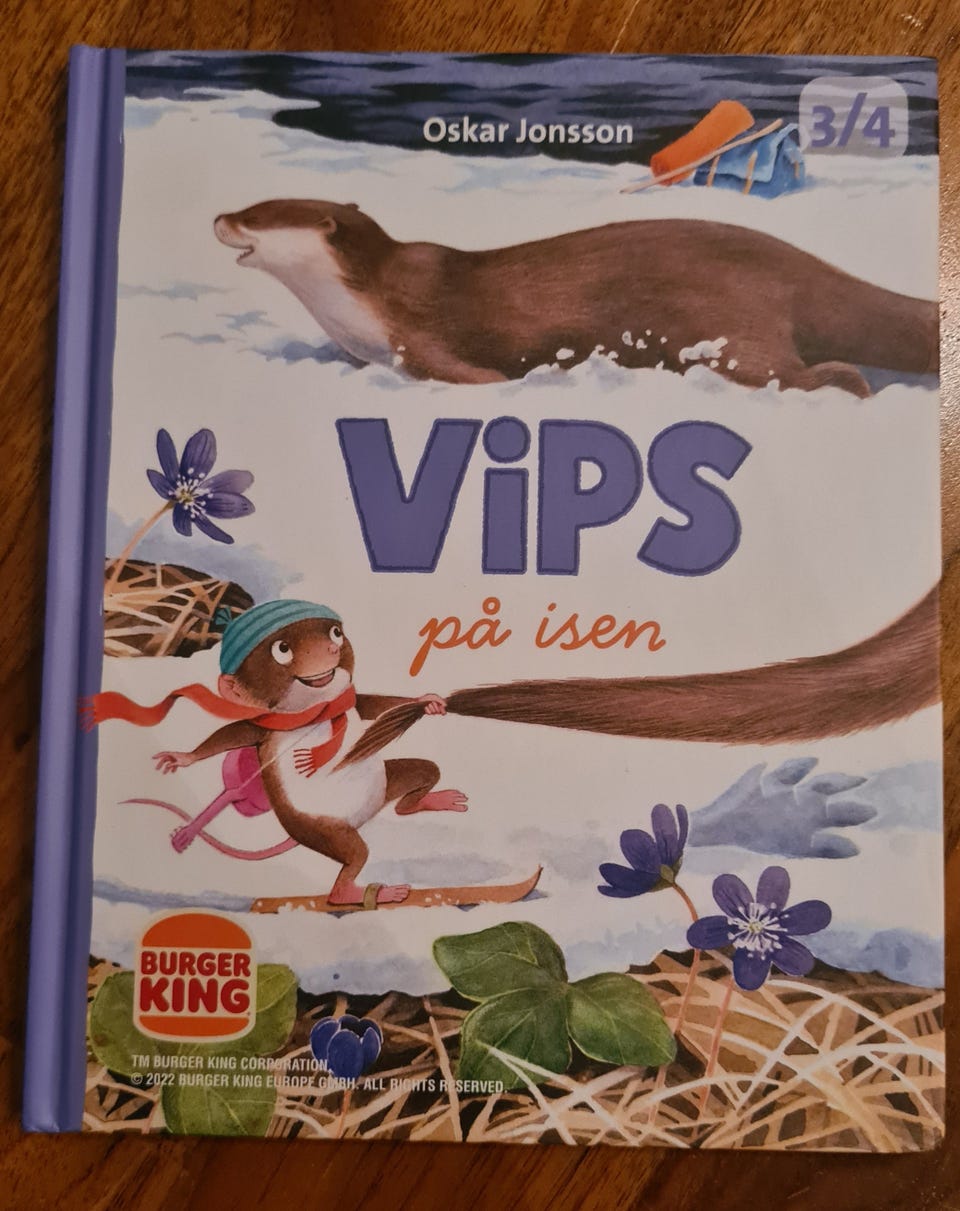 Oskar Jonsson
3/4
ViPS
på isen
BURGER
KING
TM BURGER KING CORPORATION,
© 2022 BURGER KING EUROPE GMBH. ALL RIGHTS RESERVED.